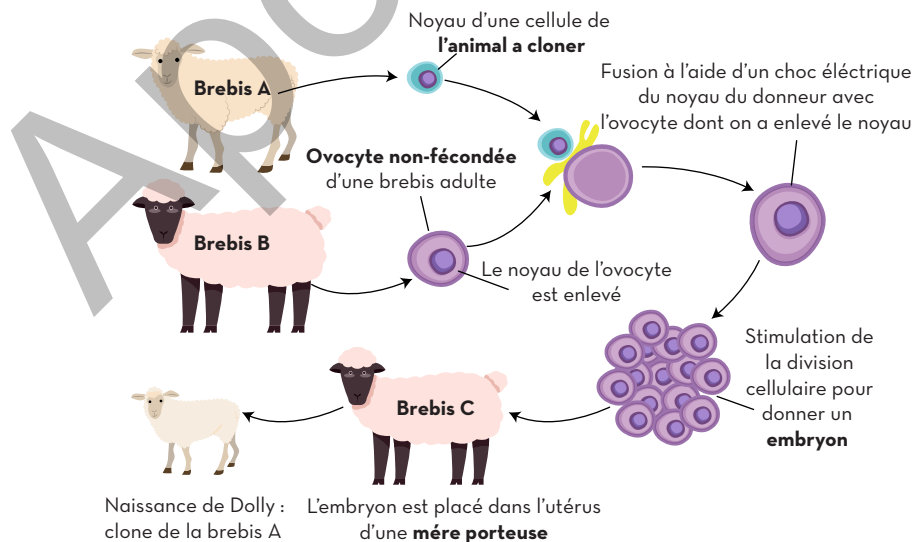 Noyau d'une cellule de
l'animal a cloner
Brebis A
Fusion à l'aide d'un choc éléctrique
du noyau du donneur avec
l'ovocyte dont on a enlevé le noyau
Ovocyte non-fécondée
d'une brebis adulte
Brebis B
Le noyau de l'ovocyte
est enlevé
Stimulation de
la division
cellulaire pour
donner un
embryon
Brebis C
Naissance de Dolly :
clone de la brebis A
L'embryon est placé dans l'utérus
d'une mére porteuse